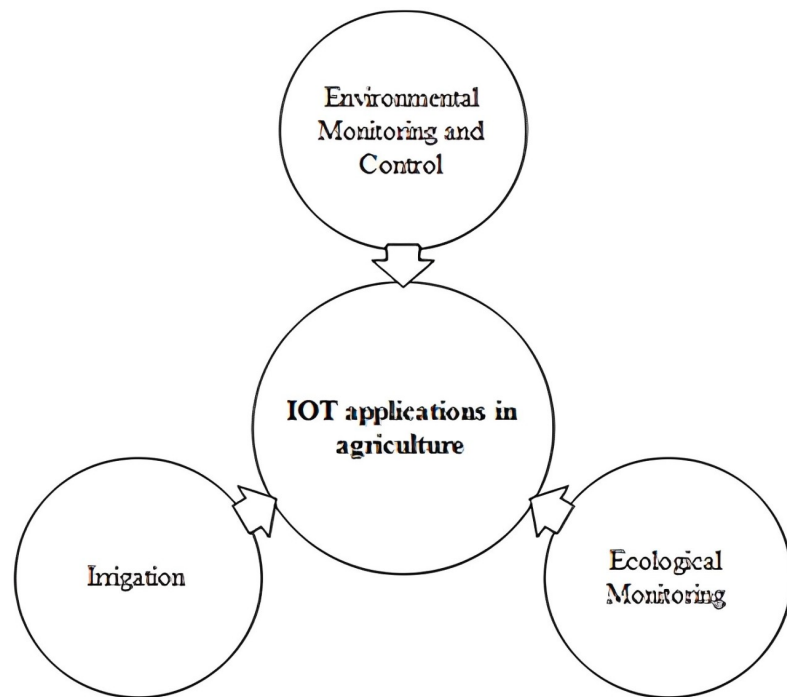 Environmental
Monitoring and
Control
IOT applications in
agriculture
Irrigation
Ecological
Monitoring